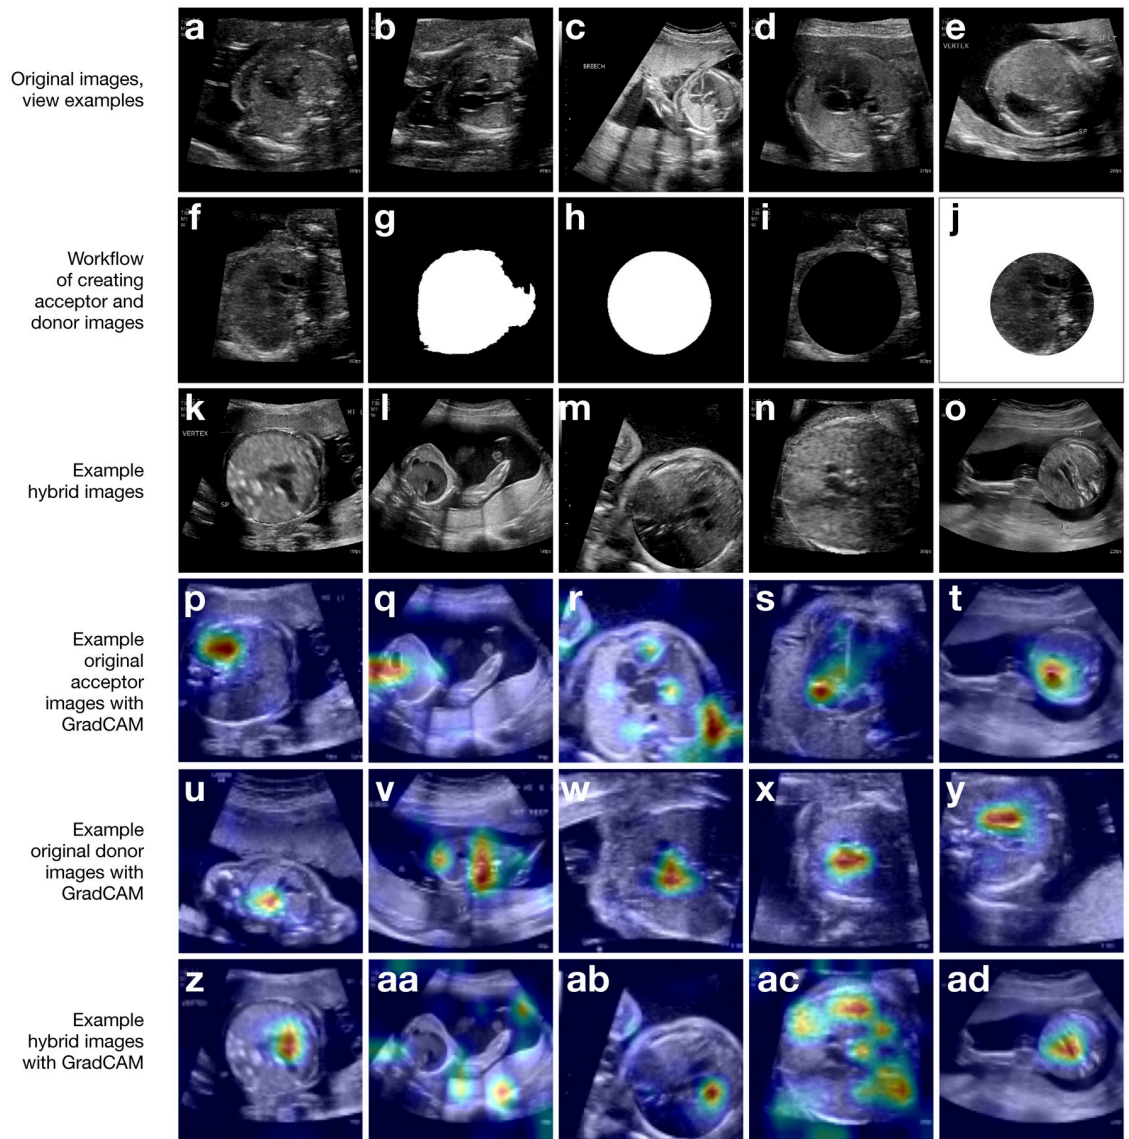 a b c d e
Original images,
view examples
BREECH
L
VERTEX
SP
f g h i j
Workflow
of creating
acceptor and
donor images
k l m n o
Example
hybrid images
VERTEX
SP
p q r s t
Example
original
acceptor
images with
GradCAM
u v w x y
Example
original donor
images with
GradCAM
z aa ab ac ad
Example
hybrid images
with GradCAM
VERTEX